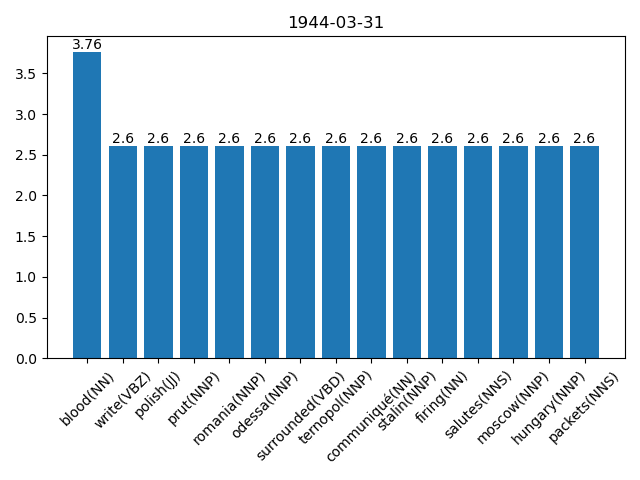 1944-03-31
3.76
2.6 2.6 2.6 2.6 2.6 2.6 2.6 2.6 2.6 2.6 2.6 2.6 2.6 2.6
3.5
3.0
2.5
2.0
1.5
1.0
0.5
0.0
blood(NN)
write(VBZ)
polish(JJ)
prut(NNP)
romania(NNP)
odessa(NNP)
surrounded(VBD)
ternopol(NNP)
communiqué(NN)
stalin(NNP)
firing(NN)
salutes(NNS)
moscow(NNP)
hungary(NNP)
packets(NNS)